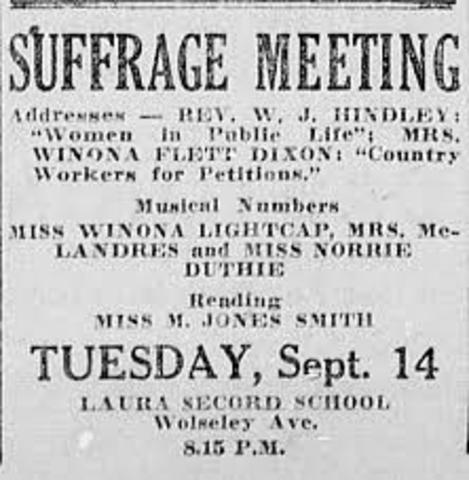 SUFFRAGE MEETING
Addresses — REV. W. J. HINDLEY:
"Women in Public Life"; MRS.
WINONA FLETT DIXON: "Country
Workers for Petitions."
Musical Numbers
MISS WINONA LIGHTCAP, MRS. Mc-
LANDRES and MISS NORRIE
DUTHIE
Reading
MISS M. JONES SMITH
TUESDAY, Sept. 14
LAURA SECORD SCHOOL
Wolseley Ave.
8.15 P.M.